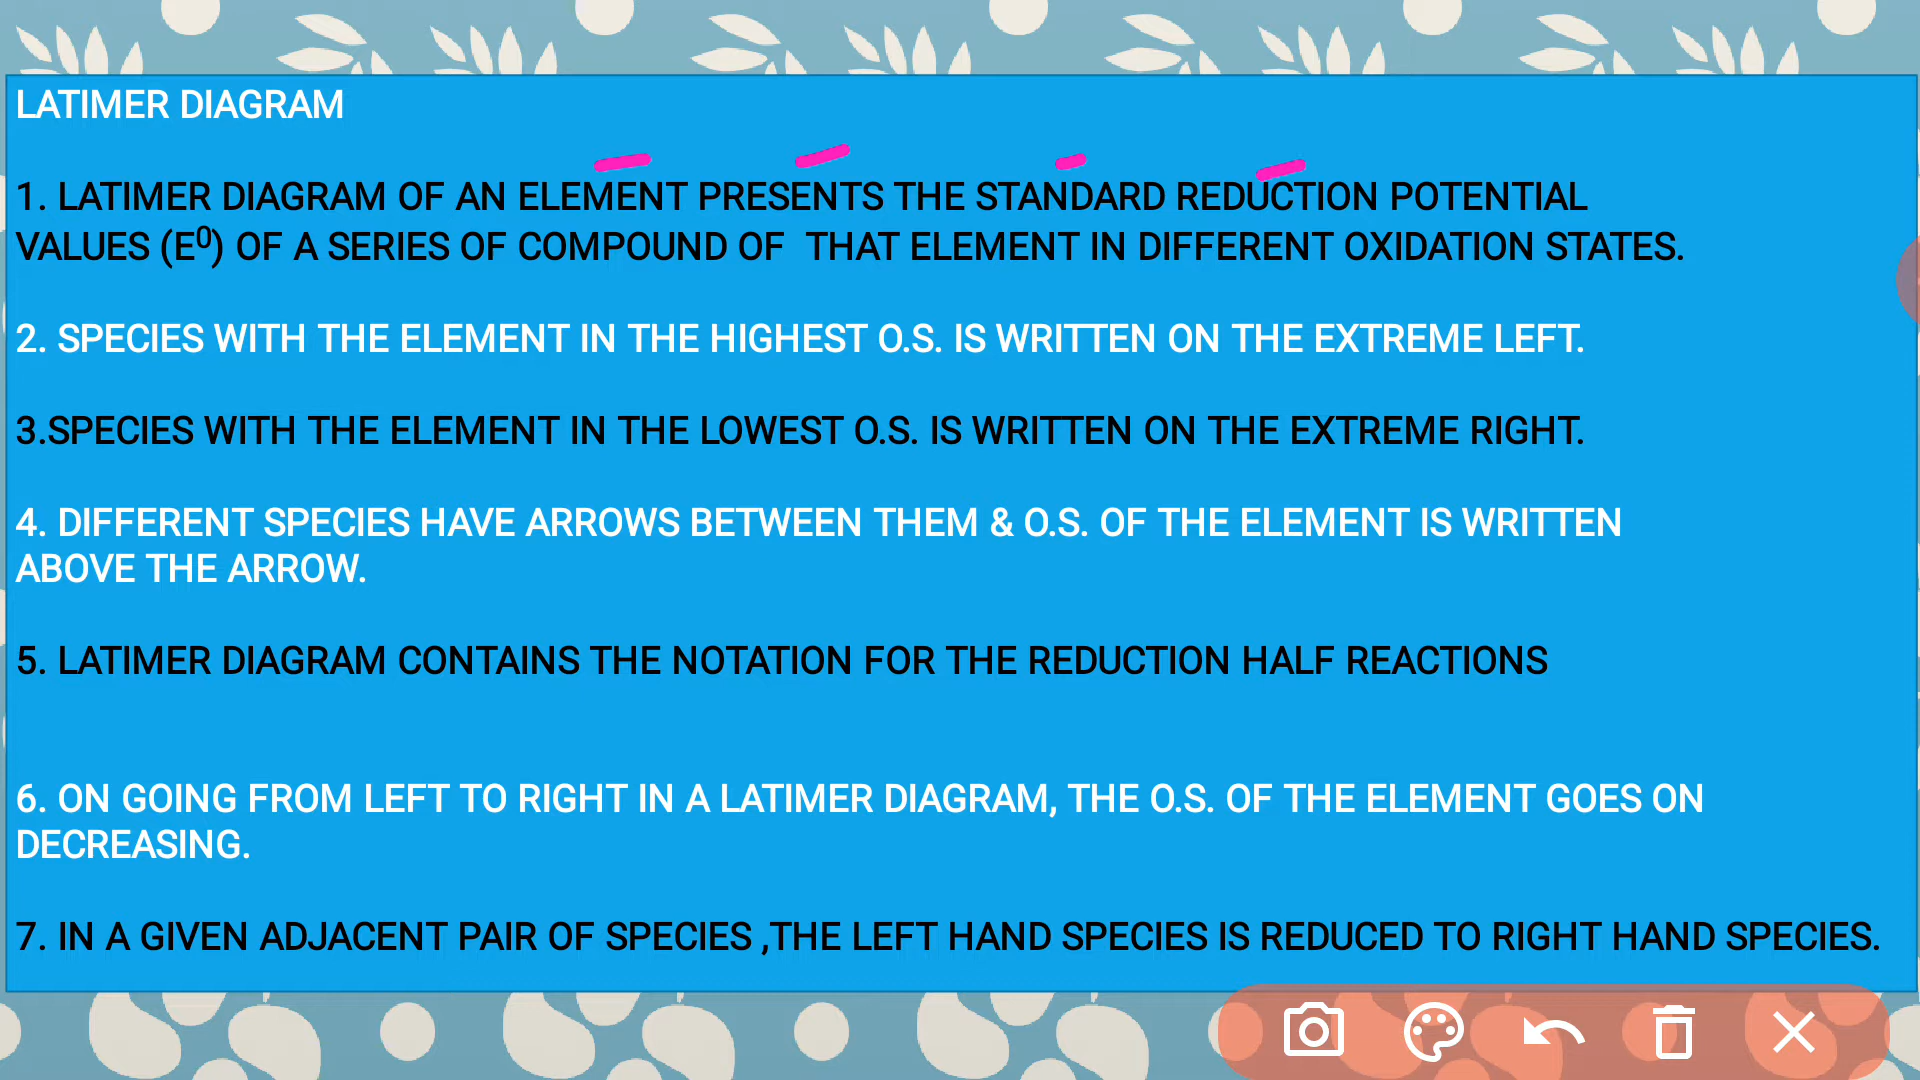 LATIMER DIAGRAM
1. LATIMER DIAGRAM OF AN ELEMENT PRESENTS THE STANDARD REDUCTION POTENTIAL
VALUES (E⁰) OF A SERIES OF COMPOUND OF THAT ELEMENT IN DIFFERENT OXIDATION STATES.
2. SPECIES WITH THE ELEMENT IN THE HIGHEST O.S. IS WRITTEN ON THE EXTREME LEFT.
3.SPECIES WITH THE ELEMENT IN THE LOWEST O.S. IS WRITTEN ON THE EXTREME RIGHT.
4. DIFFERENT SPECIES HAVE ARROWS BETWEEN THEM & O.S. OF THE ELEMENT IS WRITTEN
ABOVE THE ARROW.
5. LATIMER DIAGRAM CONTAINS THE NOTATION FOR THE REDUCTION HALF REACTIONS
6. ON GOING FROM LEFT TO RIGHT IN A LATIMER DIAGRAM, THE O.S. OF THE ELEMENT GOES ON
DECREASING.
7. IN A GIVEN ADJACENT PAIR OF SPECIES ,THE LEFT HAND SPECIES IS REDUCED TO RIGHT HAND SPECIES.